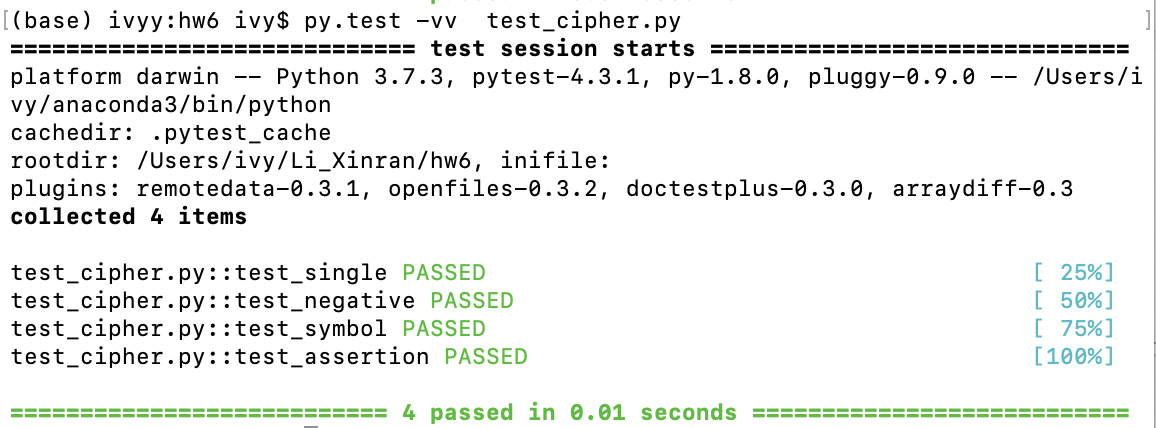 [(base) ivyy:hw6 ivy$ py.test -vv  test_cipher.py ]
============================= test session starts ==============================
platform darwin -- Python 3.7.3, pytest-4.3.1, py-1.8.0, pluggy-0.9.0 -- /Users/i
vy/anaconda3/bin/python
cachedir: .pytest_cache
rootdir: /Users/ivy/Li_Xinran/hw6, inifile:
plugins: remotedata-0.3.1, openfiles-0.3.2, doctestplus-0.3.0, arraydiff-0.3
collected 4 items
test_cipher.py::test_single PASSED [ 25%]
test_cipher.py::test_negative PASSED [ 50%]
test_cipher.py::test_symbol PASSED [ 75%]
test_cipher.py::test_assertion PASSED [100%]
=========================== 4 passed in 0.01 seconds ===========================